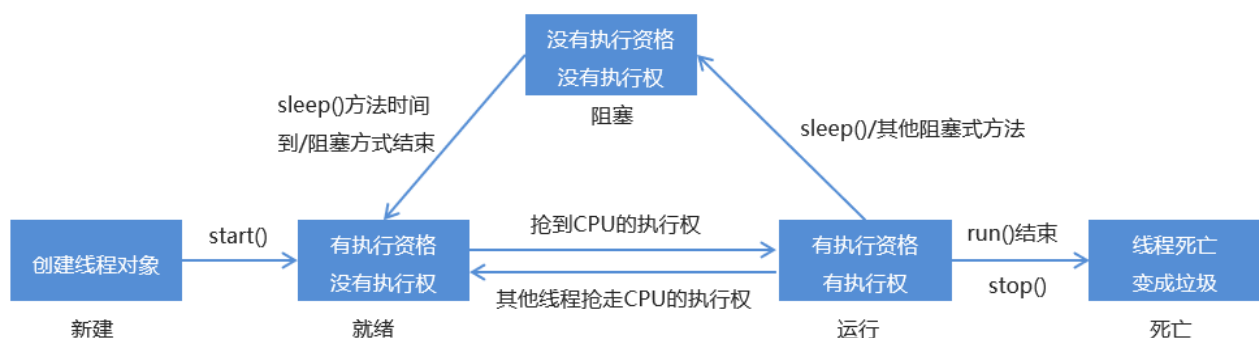 没有执行资格
没有执行权
阻塞
sleep()方法时间
到/阻塞方式结束
sleep()/其他阻塞式方法
创建线程对象
新建
start()
有执行资格
没有执行权
就绪
抢到CPU的执行权
其他线程抢走CPU的执行权
有执行资格
有执行权
运行
run()结束
stop()
线程死亡
变成垃圾
死亡